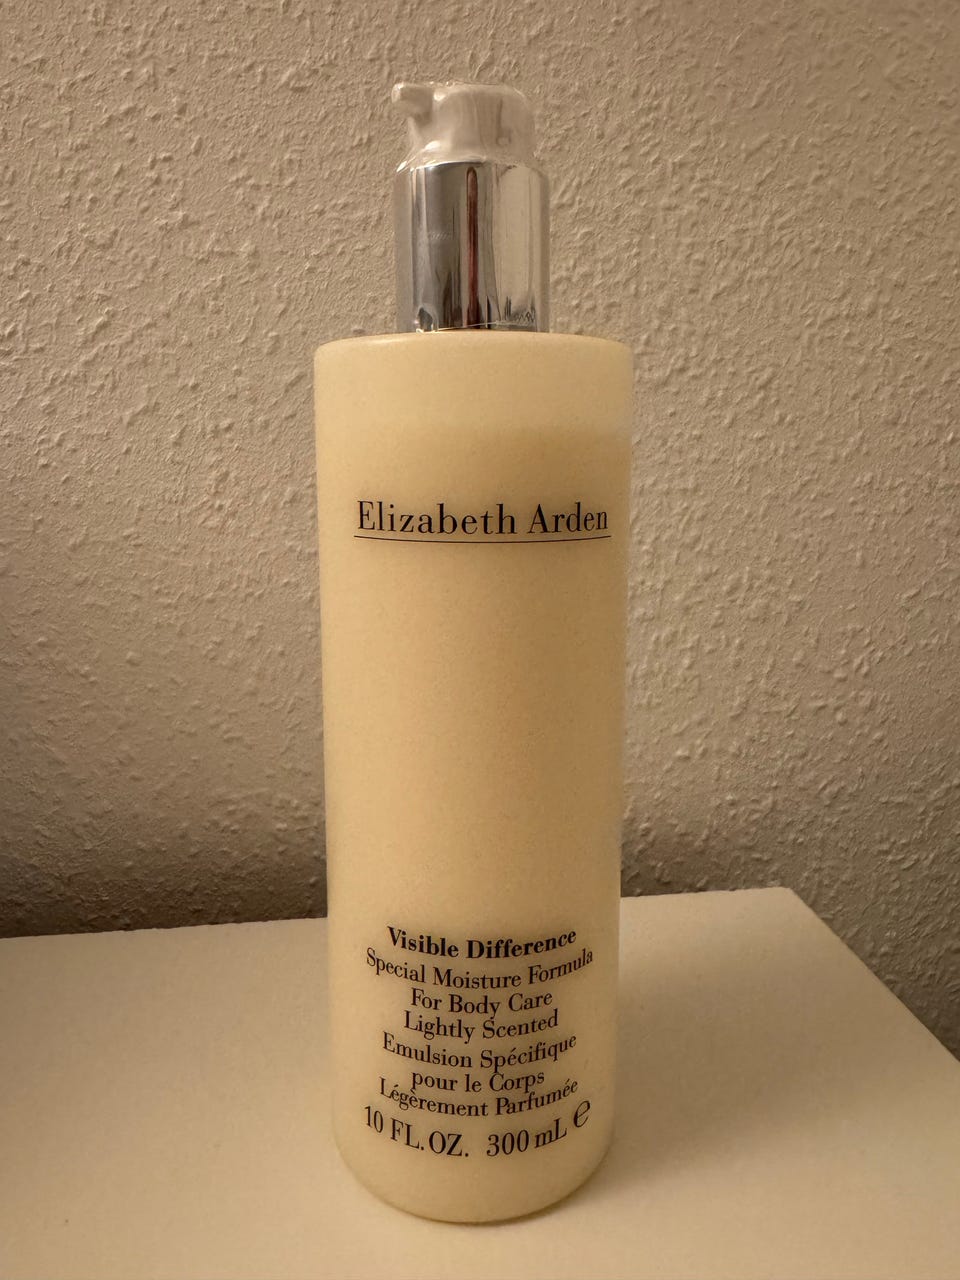 Elizabeth Arden
Visible Difference
Special Moisture Formula
For Body Care
Lightly Scented
Emulsion Spécifique
pour le Corps
Légèrement Parfumée
10 FL.OZ. 300 mL ℮